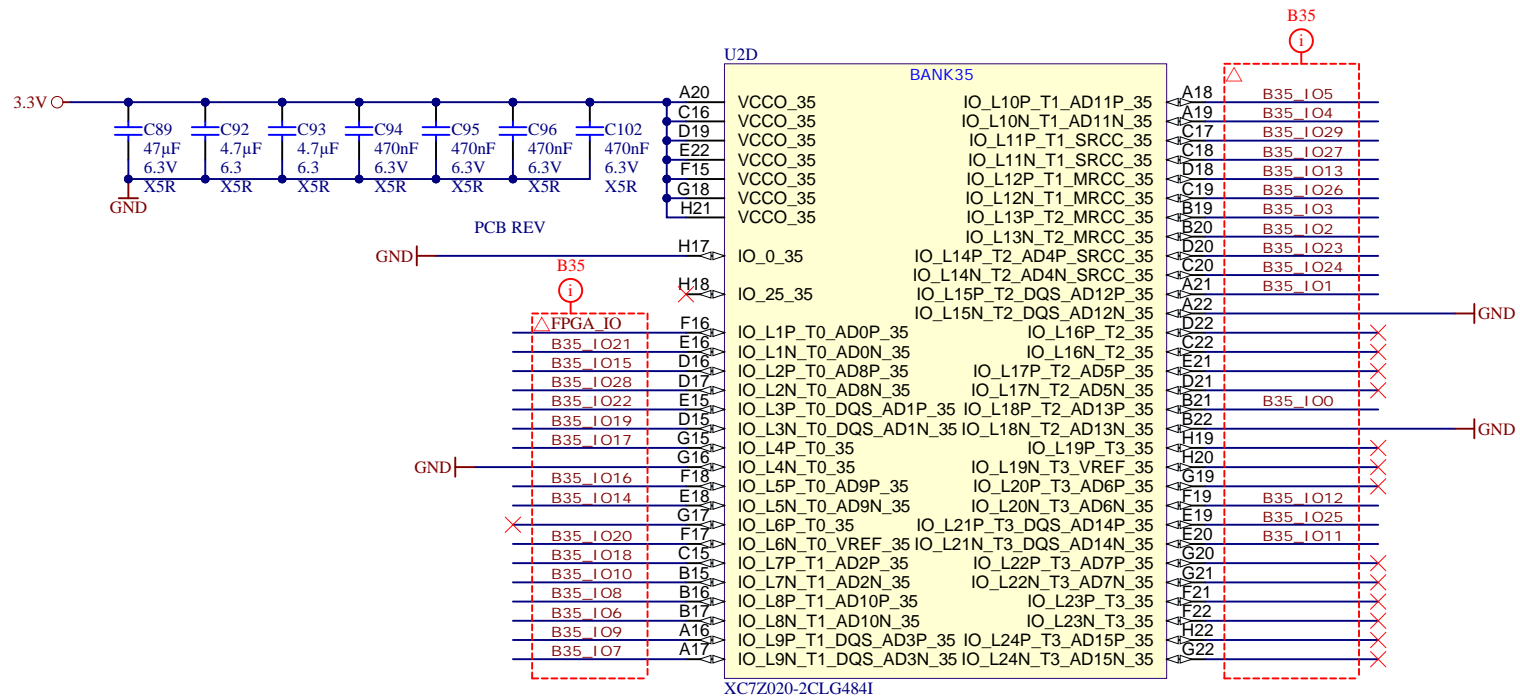 B35
i
U2D
BANK35
3.3V
C89
47µF
6.3V
X5R
C92
4.7µF
6.3
X5R
C93
4.7µF
6.3
X5R
C94
470nF
6.3V
X5R
C95
470nF
6.3V
X5R
C96
470nF
6.3V
X5R
C102
470nF
6.3V
X5R
GND
A20 VCCO_35
C16 VCCO_35
D19 VCCO_35
E22 VCCO_35
F15 VCCO_35
G18 VCCO_35
H21 VCCO_35
PCB REV
GND H17 IO_0_35
H18 IO_25_35
B35
i
FPGA_IO F16 IO_L1P_T0_AD0P_35
B35_IO21 E16 IO_L1N_T0_AD0N_35
B35_IO15 D16 IO_L2P_T0_AD8P_35
B35_IO28 D17 IO_L2N_T0_AD8N_35
B35_IO22 E15 IO_L3P_T0_DQS_AD1P_35
B35_IO19 D15 IO_L3N_T0_DQS_AD1N_35
B35_IO17 G15 IO_L4P_T0_35
GND G16 IO_L4N_T0_35
B35_IO16 F18 IO_L5P_T0_AD9P_35
B35_IO14 E18 IO_L5N_T0_AD9N_35
G17 IO_L6P_T0_35
B35_IO20 F17 IO_L6N_T0_VREF_35
B35_IO18 C15 IO_L7P_T1_AD2P_35
B35_IO10 B15 IO_L7N_T1_AD2N_35
B35_IO8 B16 IO_L8P_T1_AD10P_35
B35_IO6 B17 IO_L8N_T1_AD10N_35
B35_IO9 A16 IO_L9P_T1_DQS_AD3P_35
B35_IO7 A17 IO_L9N_T1_DQS_AD3N_35
IO_L10P_T1_AD11P_35 A18 B35_IO5
IO_L10N_T1_AD11N_35 A19 B35_IO4
IO_L11P_T1_SRCC_35 C17 B35_IO29
IO_L11N_T1_SRCC_35 C18 B35_IO27
IO_L12P_T1_MRCC_35 D18 B35_IO13
IO_L12N_T1_MRCC_35 C19 B35_IO26
IO_L13P_T2_MRCC_35 B19 B35_IO3
IO_L13N_T2_MRCC_35 B20 B35_IO2
IO_L14P_T2_AD4P_SRCC_35 D20 B35_IO23
IO_L14N_T2_AD4N_SRCC_35 C20 B35_IO24
IO_L15P_T2_DQS_AD12P_35 A21 B35_IO1
IO_L15N_T2_DQS_AD12N_35 A22 GND
IO_L16P_T2_35 D22
IO_L16N_T2_35 C22
IO_L17P_T2_AD5P_35 E21
IO_L17N_T2_AD5N_35 D21
IO_L18P_T2_AD13P_35 B21 B35_IO0
IO_L18N_T2_AD13N_35 B22 GND
IO_L19P_T3_35 H19
IO_L19N_T3_VREF_35 H20
IO_L20P_T3_AD6P_35 G19
IO_L20N_T3_AD6N_35 F19 B35_IO12
IO_L21P_T3_DQS_AD14P_35 E19 B35_IO25
IO_L21N_T3_DQS_AD14N_35 E20 B35_IO11
IO_L22P_T3_AD7P_35 G20
IO_L22N_T3_AD7N_35 G21
IO_L23P_T3_35 F21
IO_L23N_T3_35 F22
IO_L24P_T3_AD15P_35 H22
IO_L24N_T3_AD15N_35 G22
XC7Z020-2CLG484I